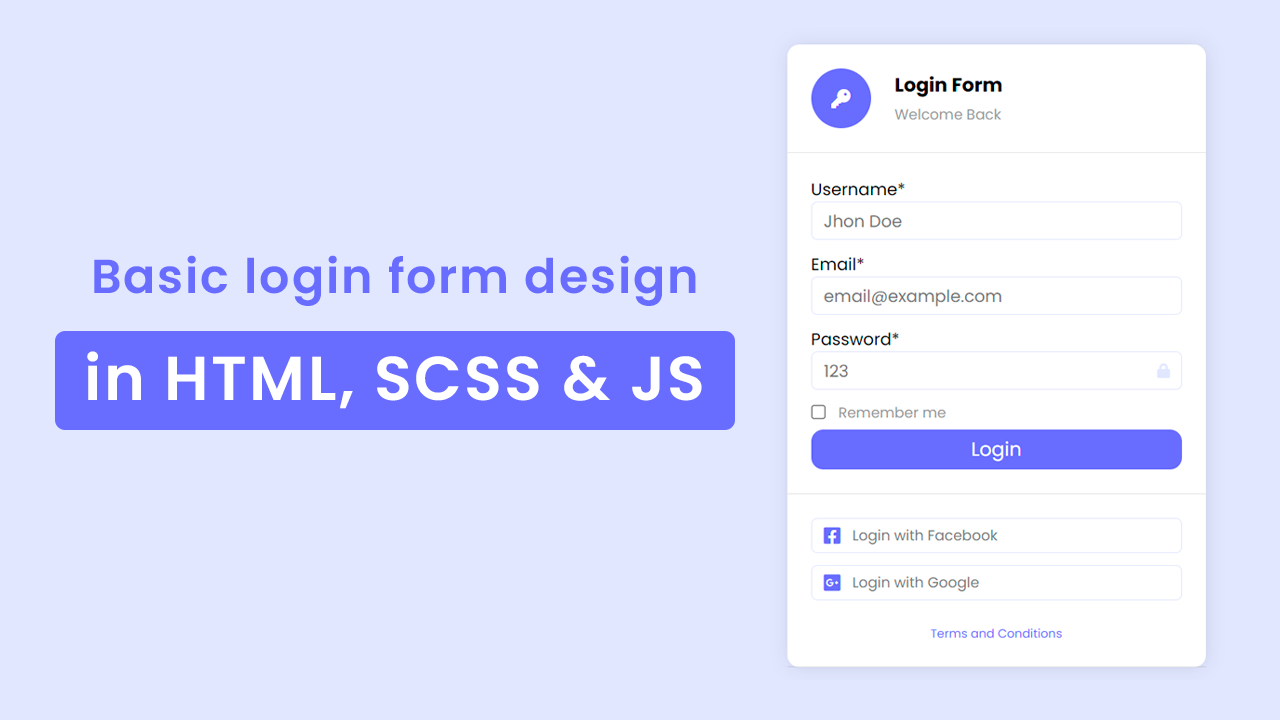 Basic login form design
in HTML, SCSS & JS
Login Form
Welcome Back
Username*
Jhon Doe
Email*
email@example.com
Password*
123
Remember me
Login
Login with Facebook
Login with Google
Terms and Conditions